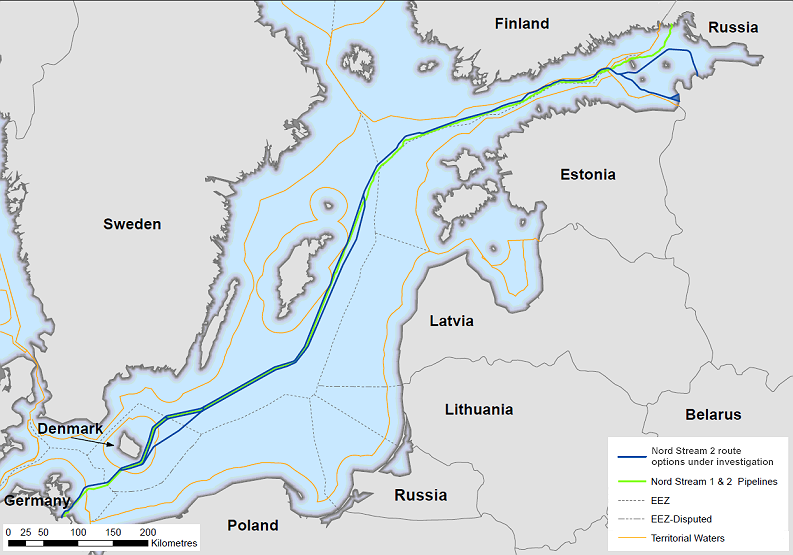 Finland
Russia
Estonia
Sweden
Latvia
Lithuania
Belarus
Denmark
Nord Stream 2 route
options under investigation
Nord Stream 1 & 2 Pipelines
EEZ
EEZ-Disputed
Territorial Waters
Germany
Russia
Poland
0 25 50 100 150 200
Kilometres